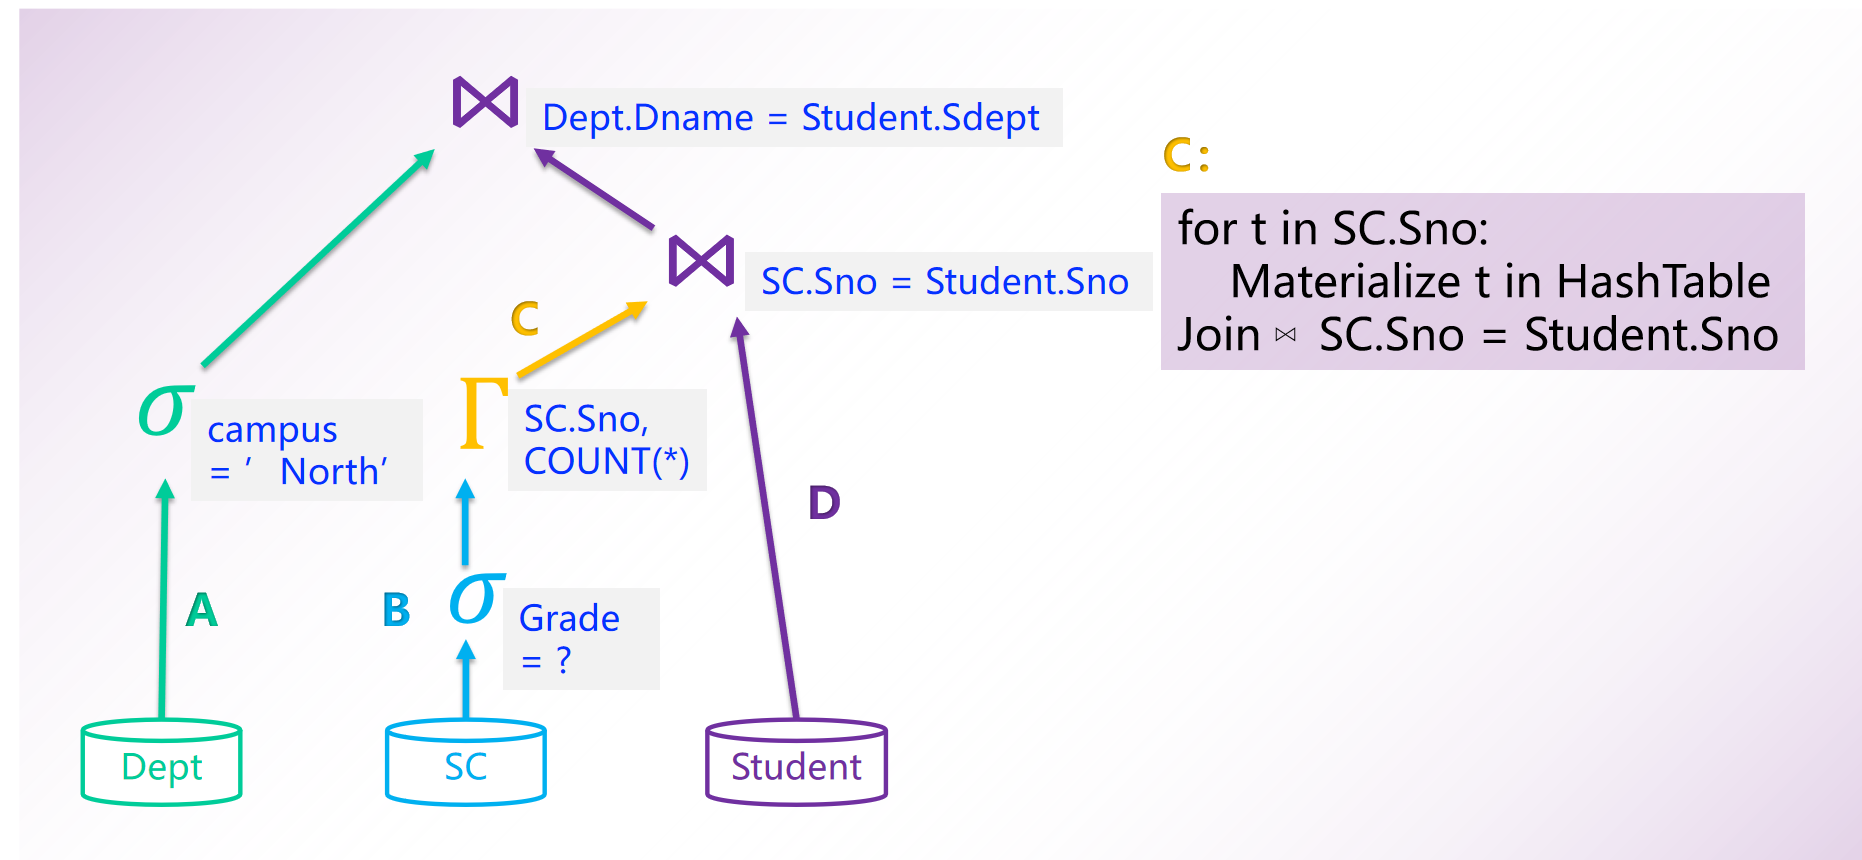 ⋈ Dept.Dname = Student.Sdept
C:
for t in SC.Sno:
Materialize t in HashTable
Join ⋈ SC.Sno = Student.Sno
⋈ SC.Sno = Student.Sno
C
σ campus
= ’ North’
Γ SC.Sno,
COUNT(*)
D
A
B
σ Grade
= ?
Dept
SC
Student